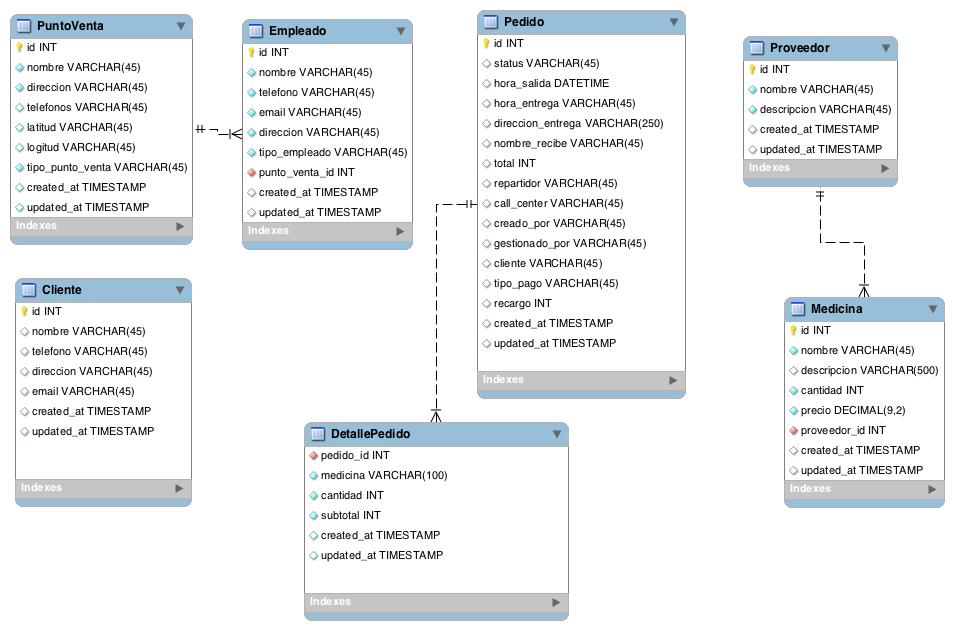 PuntoVenta
id INT
nombre VARCHAR(45)
direccion VARCHAR(45)
telefonos VARCHAR(45)
latitud VARCHAR(45)
logitud VARCHAR(45)
tipo_punto_venta VARCHAR(45)
created_at TIMESTAMP
updated_at TIMESTAMP
Indexes
Empleado
id INT
nombre VARCHAR(45)
telefono VARCHAR(45)
email VARCHAR(45)
direccion VARCHAR(45)
tipo_empleado VARCHAR(45)
punto_venta_id INT
created_at TIMESTAMP
updated_at TIMESTAMP
Indexes
Pedido
id INT
status VARCHAR(45)
hora_salida DATETIME
hora_entrega VARCHAR(45)
direccion_entrega VARCHAR(250)
nombre_recibe VARCHAR(45)
total INT
repartidor VARCHAR(45)
call_center VARCHAR(45)
creado_por VARCHAR(45)
gestionado_por VARCHAR(45)
cliente VARCHAR(45)
tipo_pago VARCHAR(45)
recargo INT
created_at TIMESTAMP
updated_at TIMESTAMP
Indexes
Proveedor
id INT
nombre VARCHAR(45)
descripcion VARCHAR(45)
created_at TIMESTAMP
updated_at TIMESTAMP
Indexes
Cliente
id INT
nombre VARCHAR(45)
telefono VARCHAR(45)
direccion VARCHAR(45)
email VARCHAR(45)
created_at TIMESTAMP
updated_at TIMESTAMP
Indexes
DetallePedido
pedido_id INT
medicina VARCHAR(100)
cantidad INT
subtotal INT
created_at TIMESTAMP
updated_at TIMESTAMP
Indexes
Medicina
id INT
nombre VARCHAR(45)
descripcion VARCHAR(500)
cantidad INT
precio DECIMAL(9,2)
proveedor_id INT
created_at TIMESTAMP
updated_at TIMESTAMP
Indexes